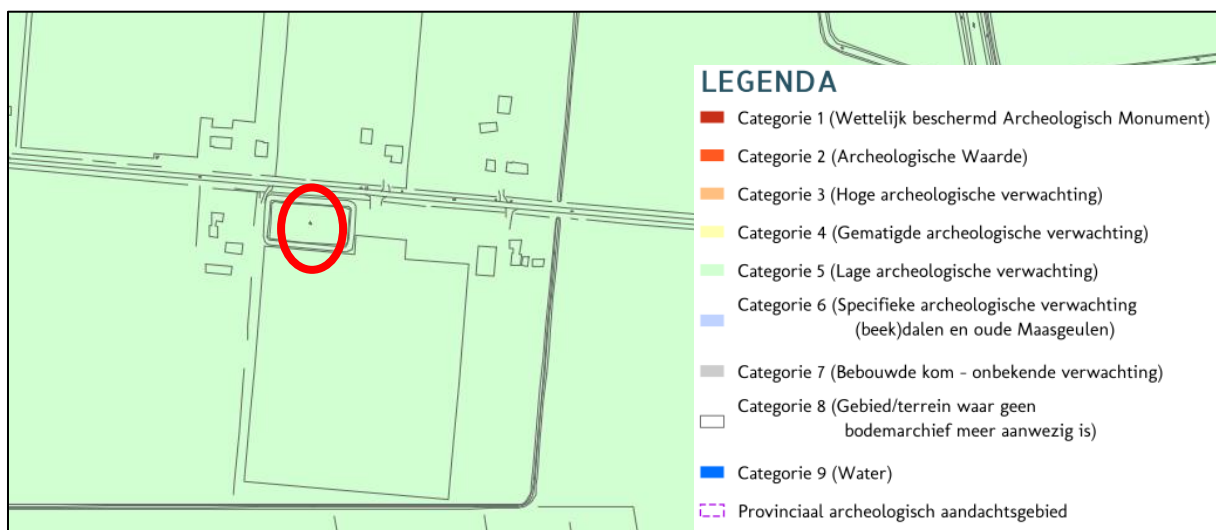 LEGENDA
Categorie 1 (Wettelijk beschermd Archeologisch Monument)
Categorie 2 (Archeologische Waarde)
Categorie 3 (Hoge archeologische verwachting)
Categorie 4 (Gematigde archeologische verwachting)
Categorie 5 (Lage archeologische verwachting)
Categorie 6 (Specifieke archeologische verwachting
(beek)dalen en oude Maasgeulen)
Categorie 7 (Bebouwde kom - onbekende verwachting)
Categorie 8 (Gebied/terrein waar geen
bodemarchief meer aanwezig is)
Categorie 9 (Water)
Provinciaal archeologisch aandachtsgebied